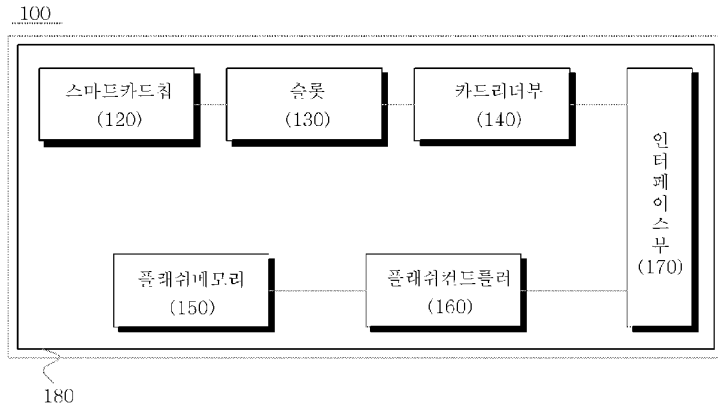 100
스마트카드칩
(120)
슬롯
(130)
카드리더부
(140)
인터페이스부
(170)
플래쉬메모리
(150)
플래쉬컨트롤러
(160)
180